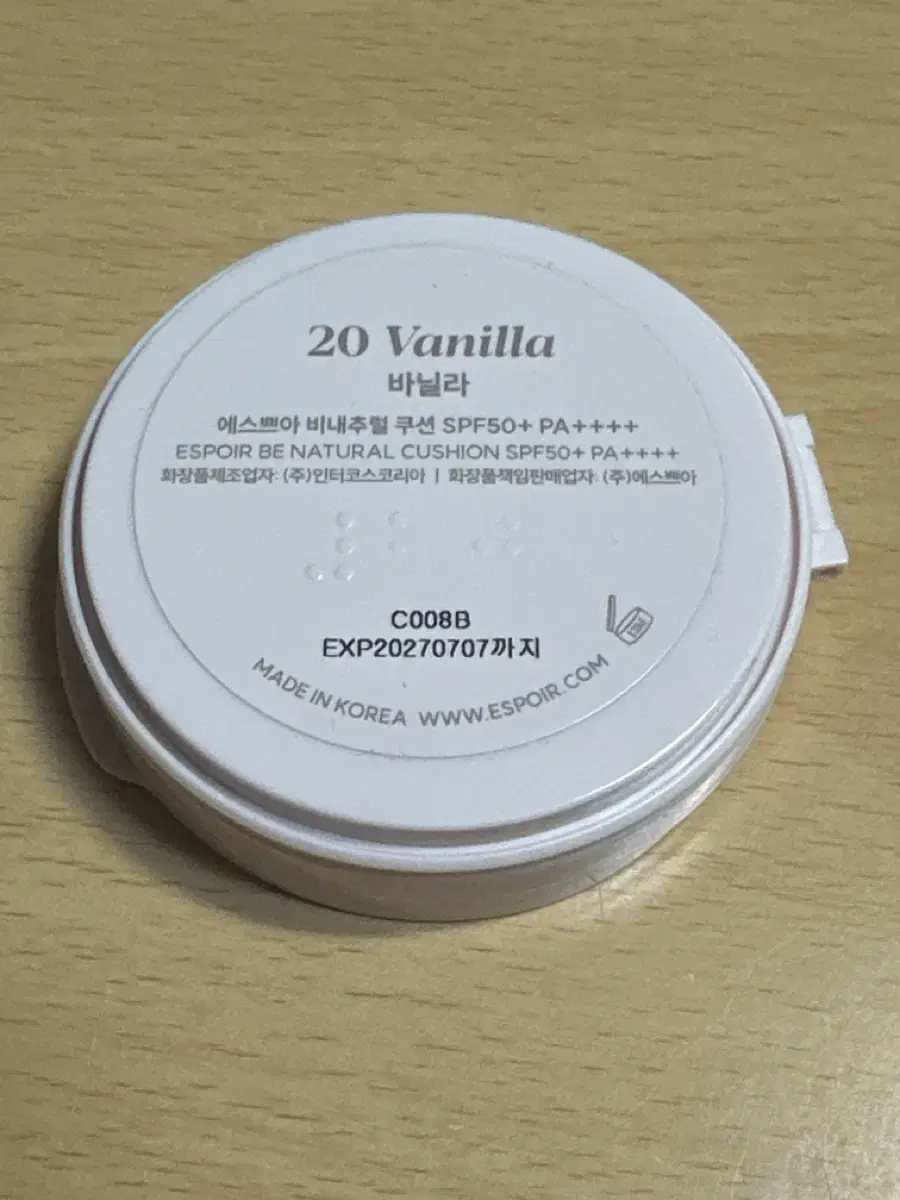 20 Vanilla
바닐라
에스쁘아 비내추럴 쿠션 SPF50+ PA++++
ESPOIR BE NATURAL CUSHION SPF50+ PA++++
화장품제조업자: (주)인터코스코리아 | 화장품책임판매업자: (주)에스쁘아
C008B
EXP20270707까지
MADE IN KOREA WWW.ESPOIR.COM